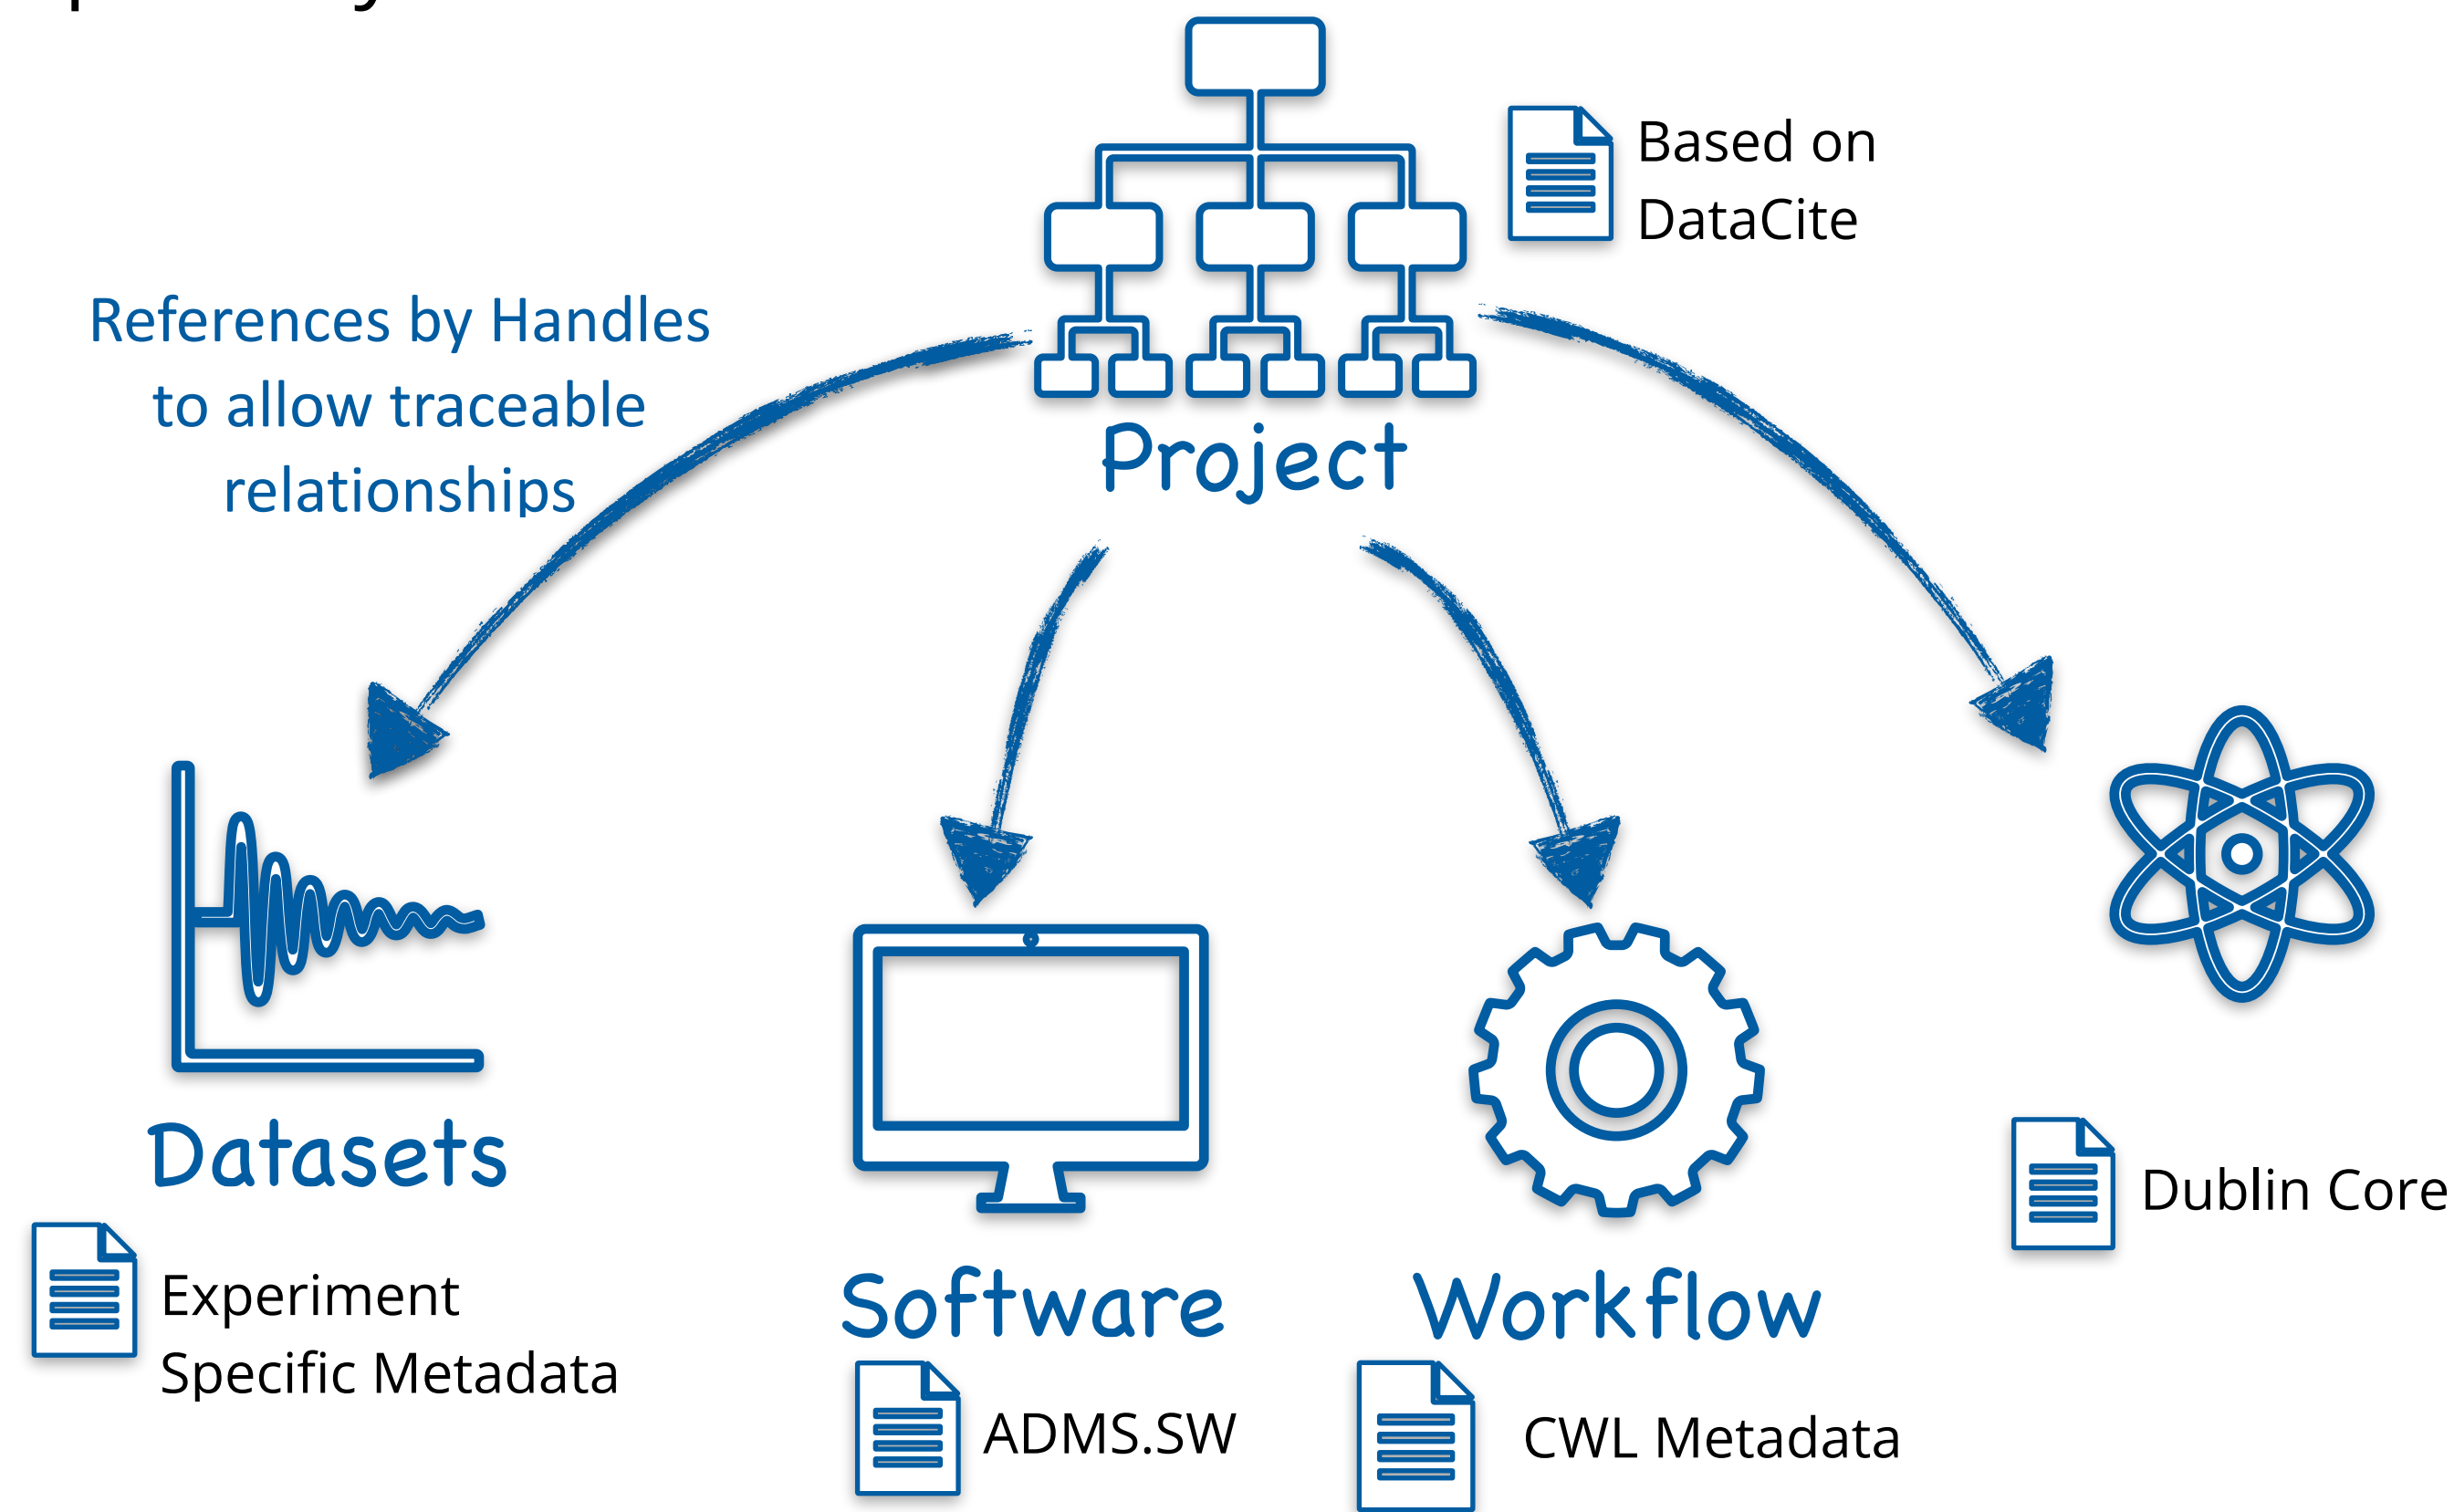 Based on
DataCite
References by Handles
to allow traceable
relationships
Project
Datasets
Experiment
Specific Metadata
Software
ADMS.SW
Workflow
CWL Metadata
Dublin Core